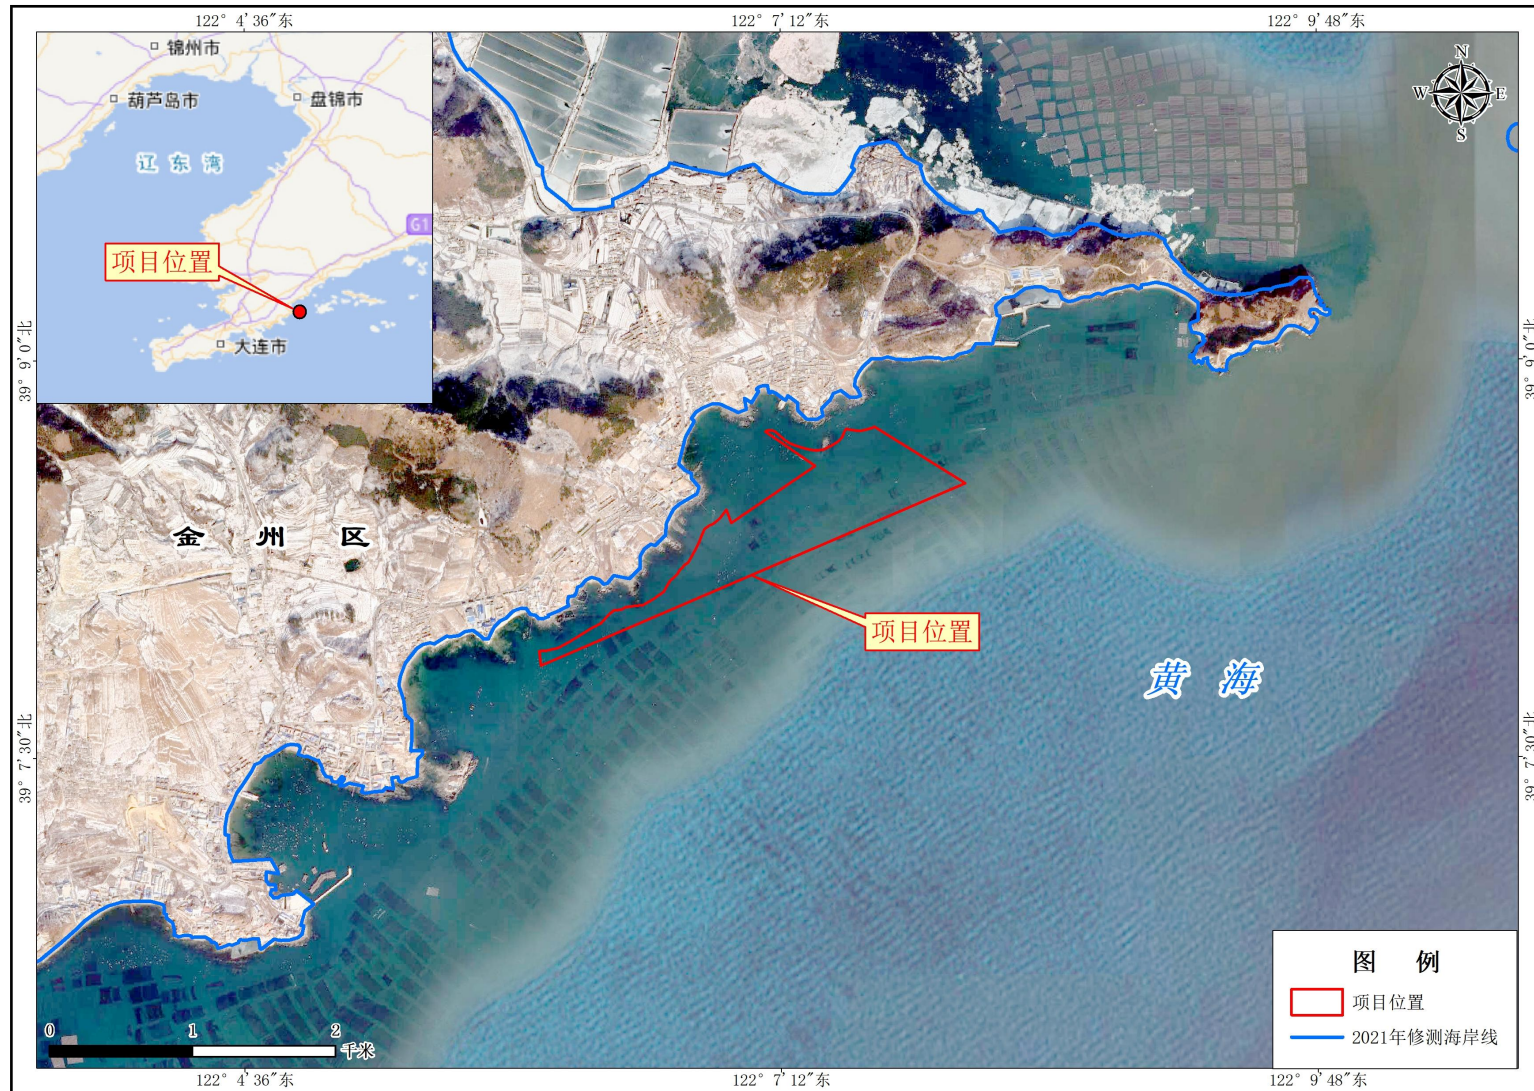 122° 4′36″东
122° 7′12″东
122° 9′48″东
锦州市
葫芦岛市
盘锦市
辽东湾
G1
项目位置
大连市
N
W
E
S
39° 9′0″北
39° 9′0″北
金州区
项目位置
黄海
39° 7′30″北
39° 7′30″北
图例
项目位置
2021年修测海岸线
0
1
2
千米
122° 4′36″东
122° 7′12″东
122° 9′48″东